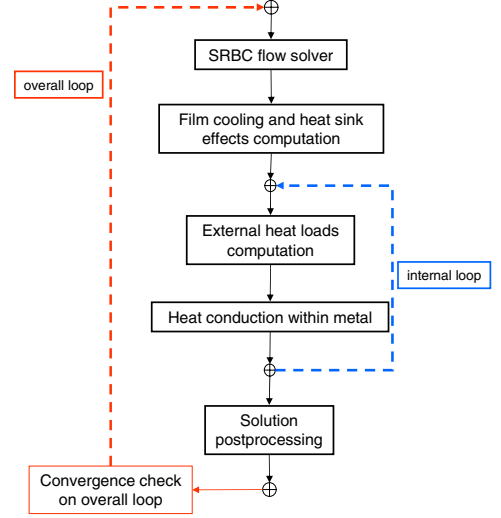 SRBC flow solver
overall loop
Film cooling and heat sink
effects computation
External heat loads
computation
internal loop
Heat conduction within metal
Solution
postprocessing
Convergence check
on overall loop